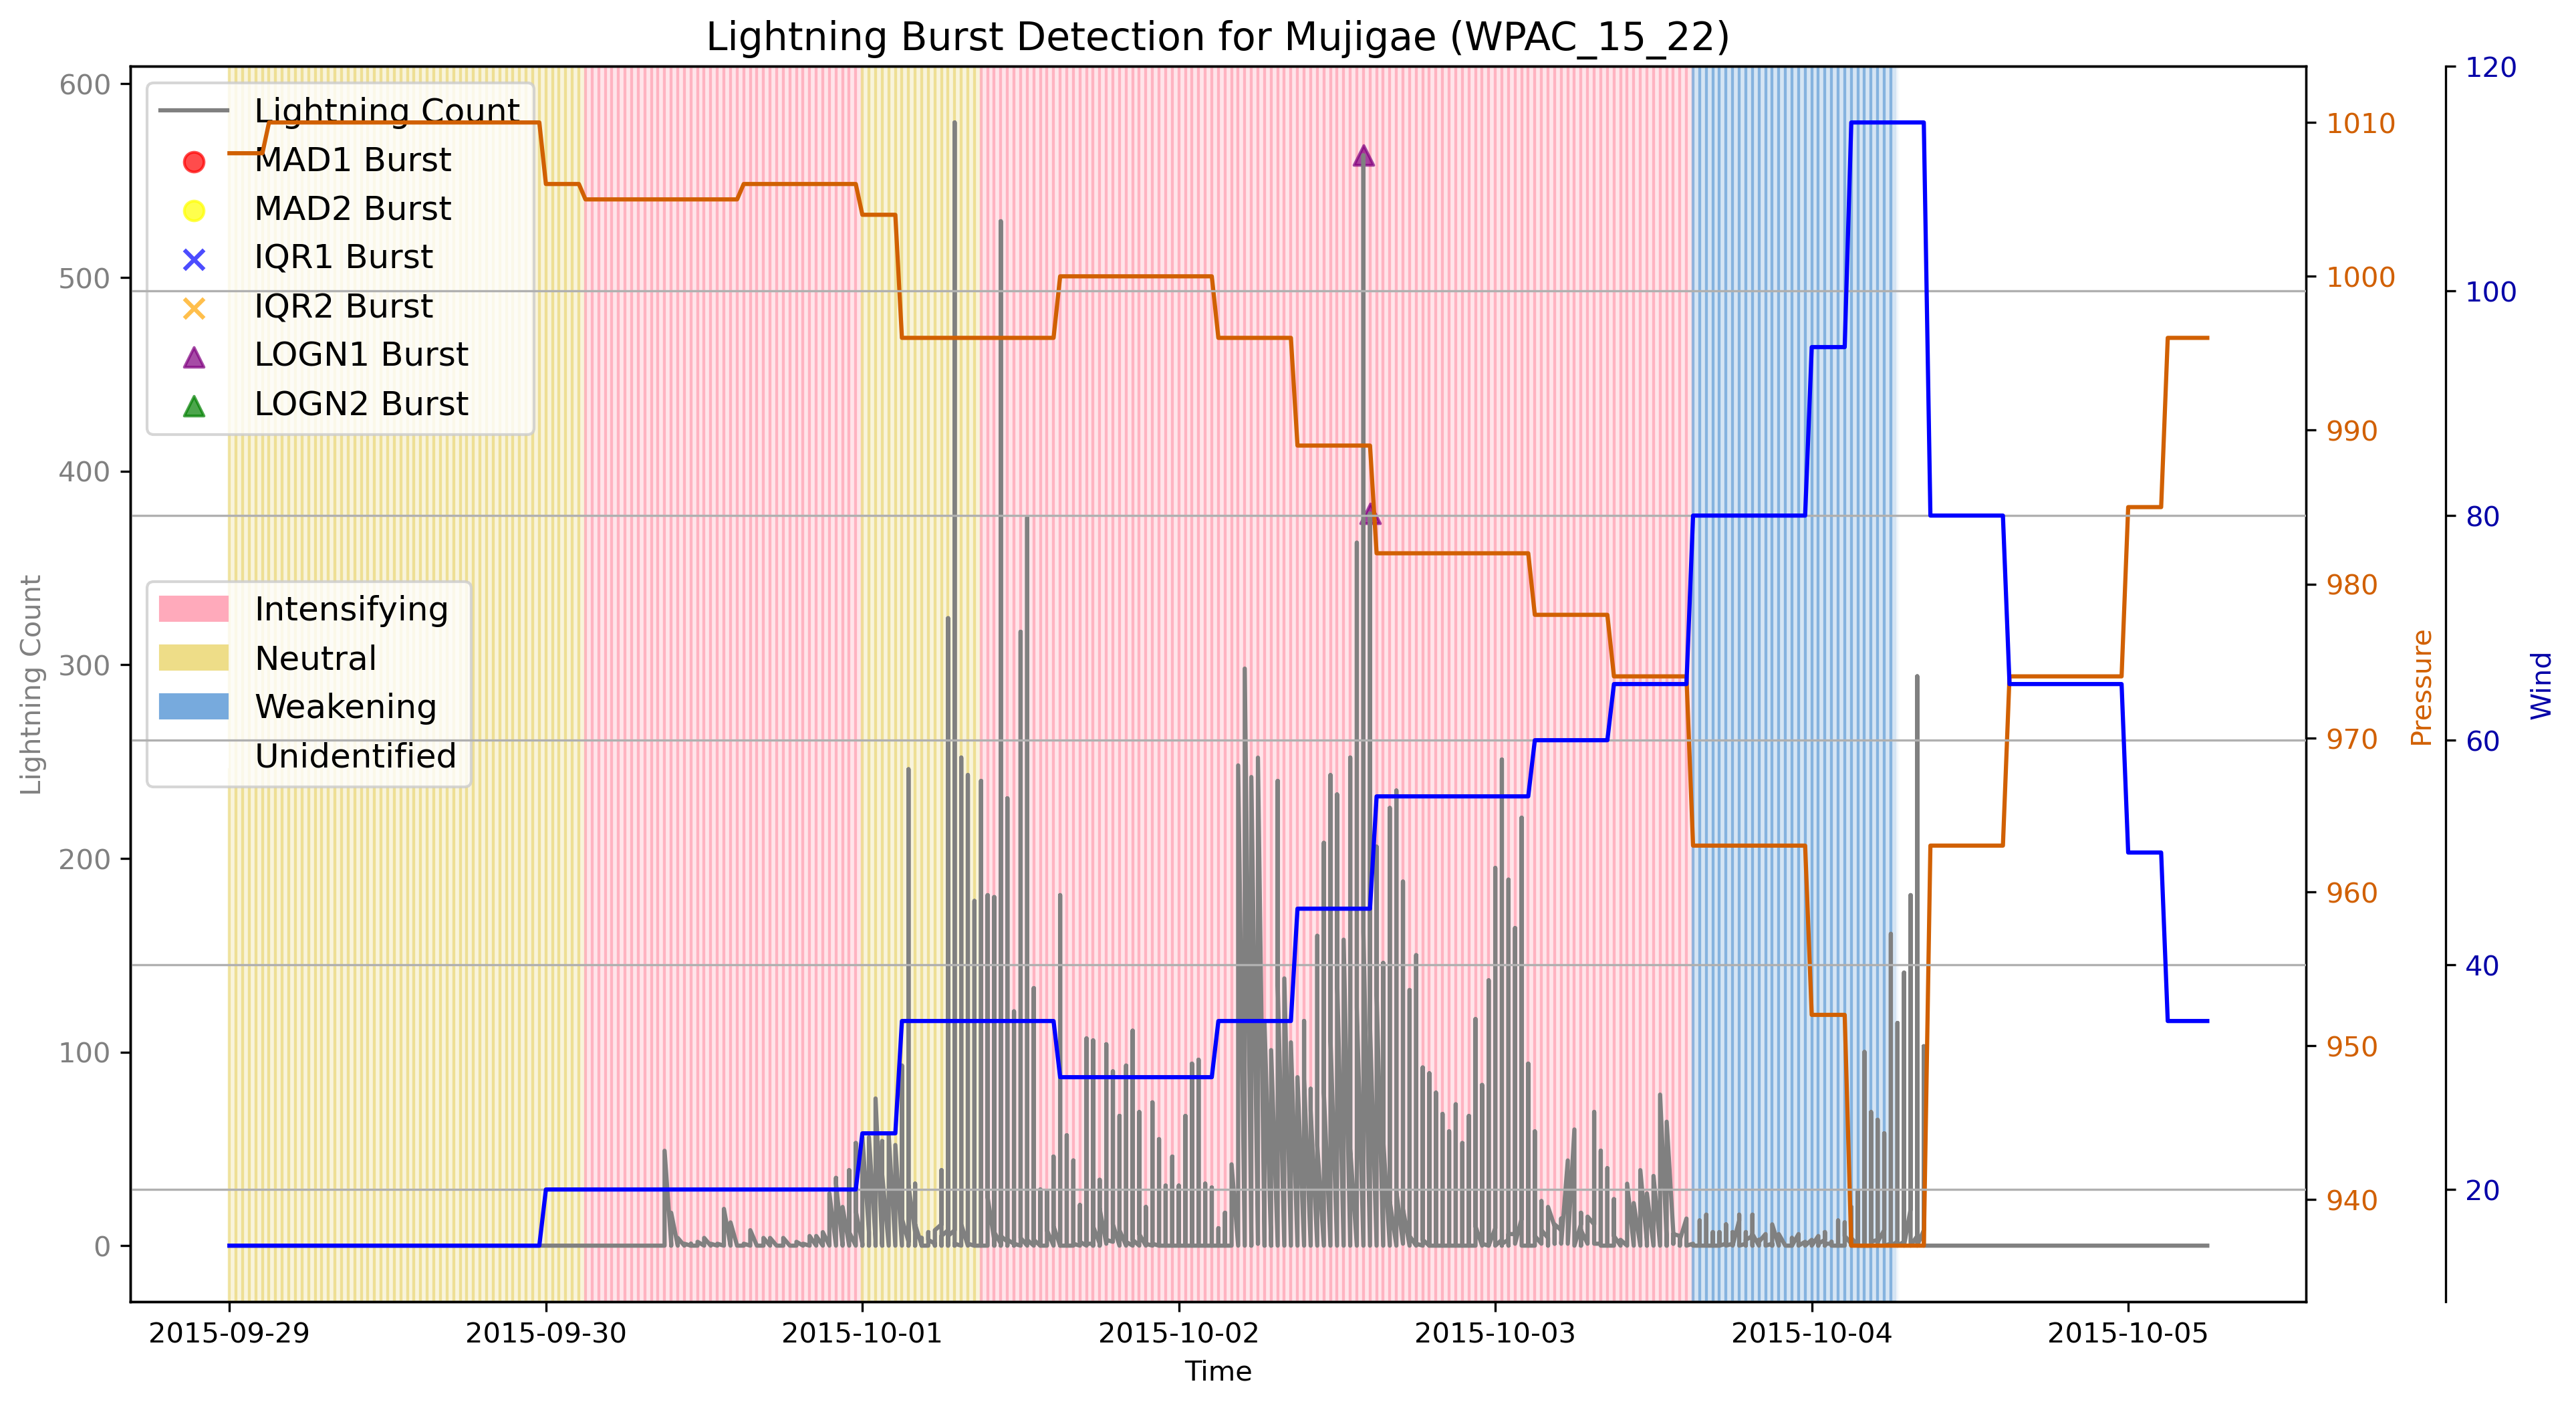 Lightning Burst Detection for Mujigae (WPAC_15_22)
Lightning Count
MAD1 Burst
MAD2 Burst
IQR1 Burst
IQR2 Burst
LOGN1 Burst
LOGN2 Burst
Intensifying
Neutral
Weakening
Unidentified
Lightning Count
600
500
400
300
200
100
0
1010
1000
990
980
970
960
950
940
Pressure
120
100
80
60
40
20
Wind
2015-09-29
2015-09-30
2015-10-01
2015-10-02
2015-10-03
2015-10-04
2015-10-05
Time